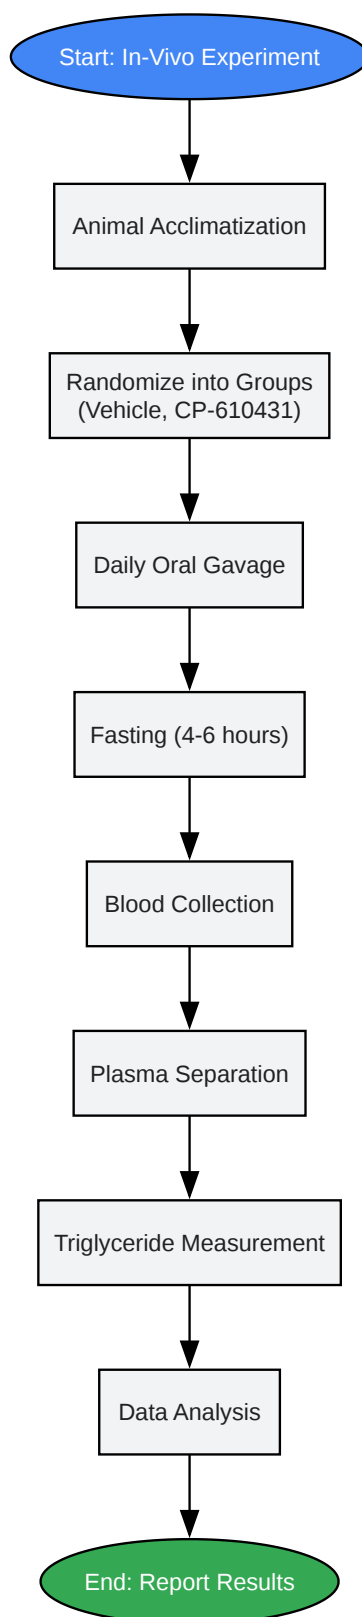 Start: In-Vivo Experiment
Animal Acclimatization
Randomize into Groups
(Vehicle, CP-610431)
Daily Oral Gavage
Fasting (4-6 hours)
Blood Collection
Plasma Separation
Triglyceride Measurement
Data Analysis
End: Report Results